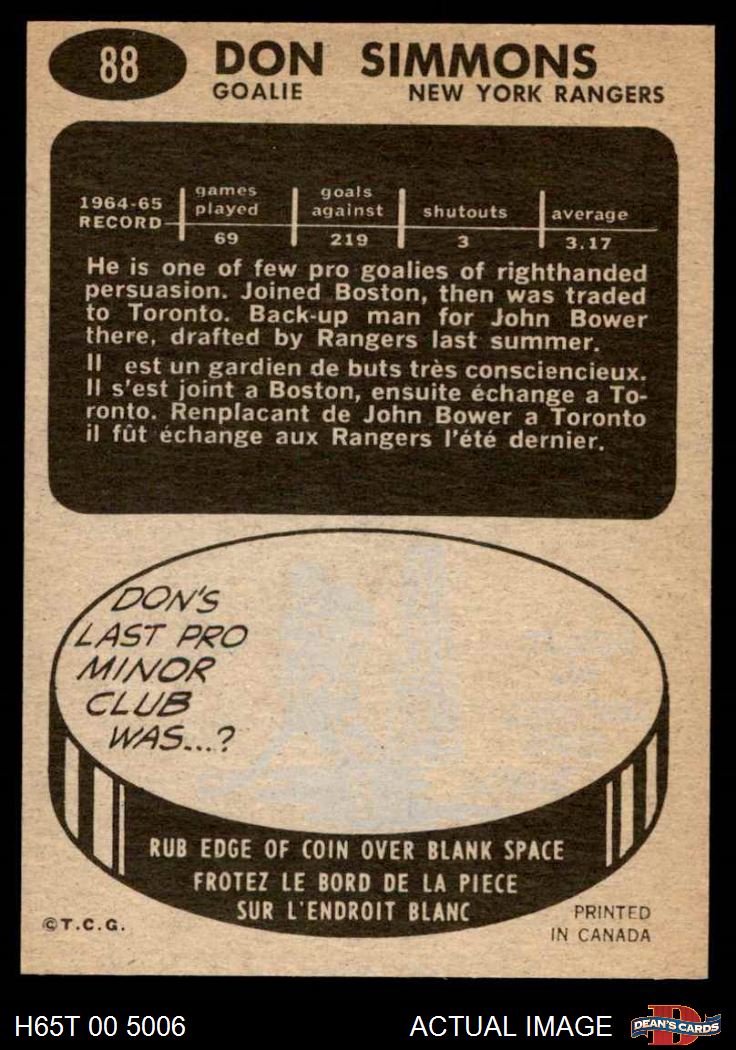 88
DON SIMMONS
GOALIE NEW YORK RANGERS
1964-65 RECORD games played goals against shutouts average
69 219 3 3.17
He is one of few pro goalies of righthanded
persuasion. Joined Boston, then was traded
to Toronto. Back-up man for John Bower
there, drafted by Rangers last summer.
Il est un gardien de buts très consciencieux.
Il s'est joint a Boston, ensuite échange a To-
ronto. Renplacant de John Bower a Toronto
il fût échange aux Rangers l'été dernier.
DON'S
LAST PRO
MINOR
CLUB
WAS...?
RUB EDGE OF COIN OVER BLANK SPACE
FROTEZ LE BORD DE LA PIECE
SUR L'ENDROIT BLANC
©T.C.G.
PRINTED
IN CANADA
H65T 00 5006
ACTUAL IMAGE
DEAN'S CARDS